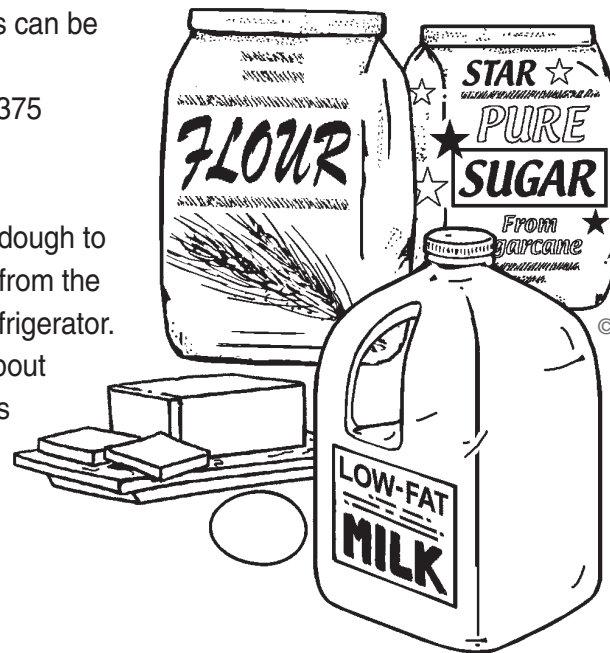 s can be
375
dough to
from the
frigerator.
bout
s
FLOUR
STAR
PURE
SUGAR
From
garcane
©
LOW-FAT
MILK